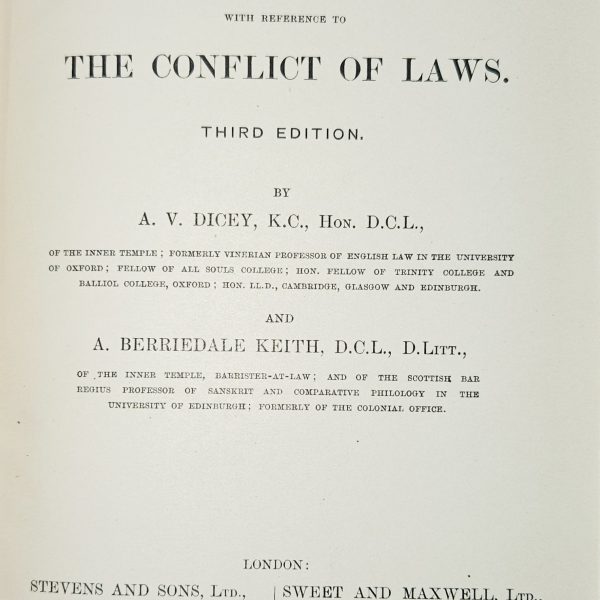 WITH REFERENCE TO
THE CONFLICT OF LAWS.
THIRD EDITION.
BY
A. V. DICEY, K.C., HON. D.C.L.,
OF THE INNER TEMPLE; FORMERLY VINERIAN PROFESSOR OF ENGLISH LAW IN THE UNIVERSITY
OF OXFORD; FELLOW OF ALL SOULS COLLEGE; HON. FELLOW OF TRINITY COLLEGE AND
BALLIOL COLLEGE, OXFORD; HON. LL.D., CAMBRIDGE, GLASGOW AND EDINBURGH.
AND
A. BERRIEDALE KEITH, D.C.L., D.LITT.,
OF THE INNER TEMPLE, BARRISTER-AT-LAW; AND OF THE SCOTTISH BAR
REGIUS PROFESSOR OF SANSKRIT AND COMPARATIVE PHILOLOGY IN THE
UNIVERSITY OF EDINBURGH; FORMERLY OF THE COLONIAL OFFICE.
LONDON:
STEVENS AND SONS, LTD., | SWEET AND MAXWELL, LTD.,